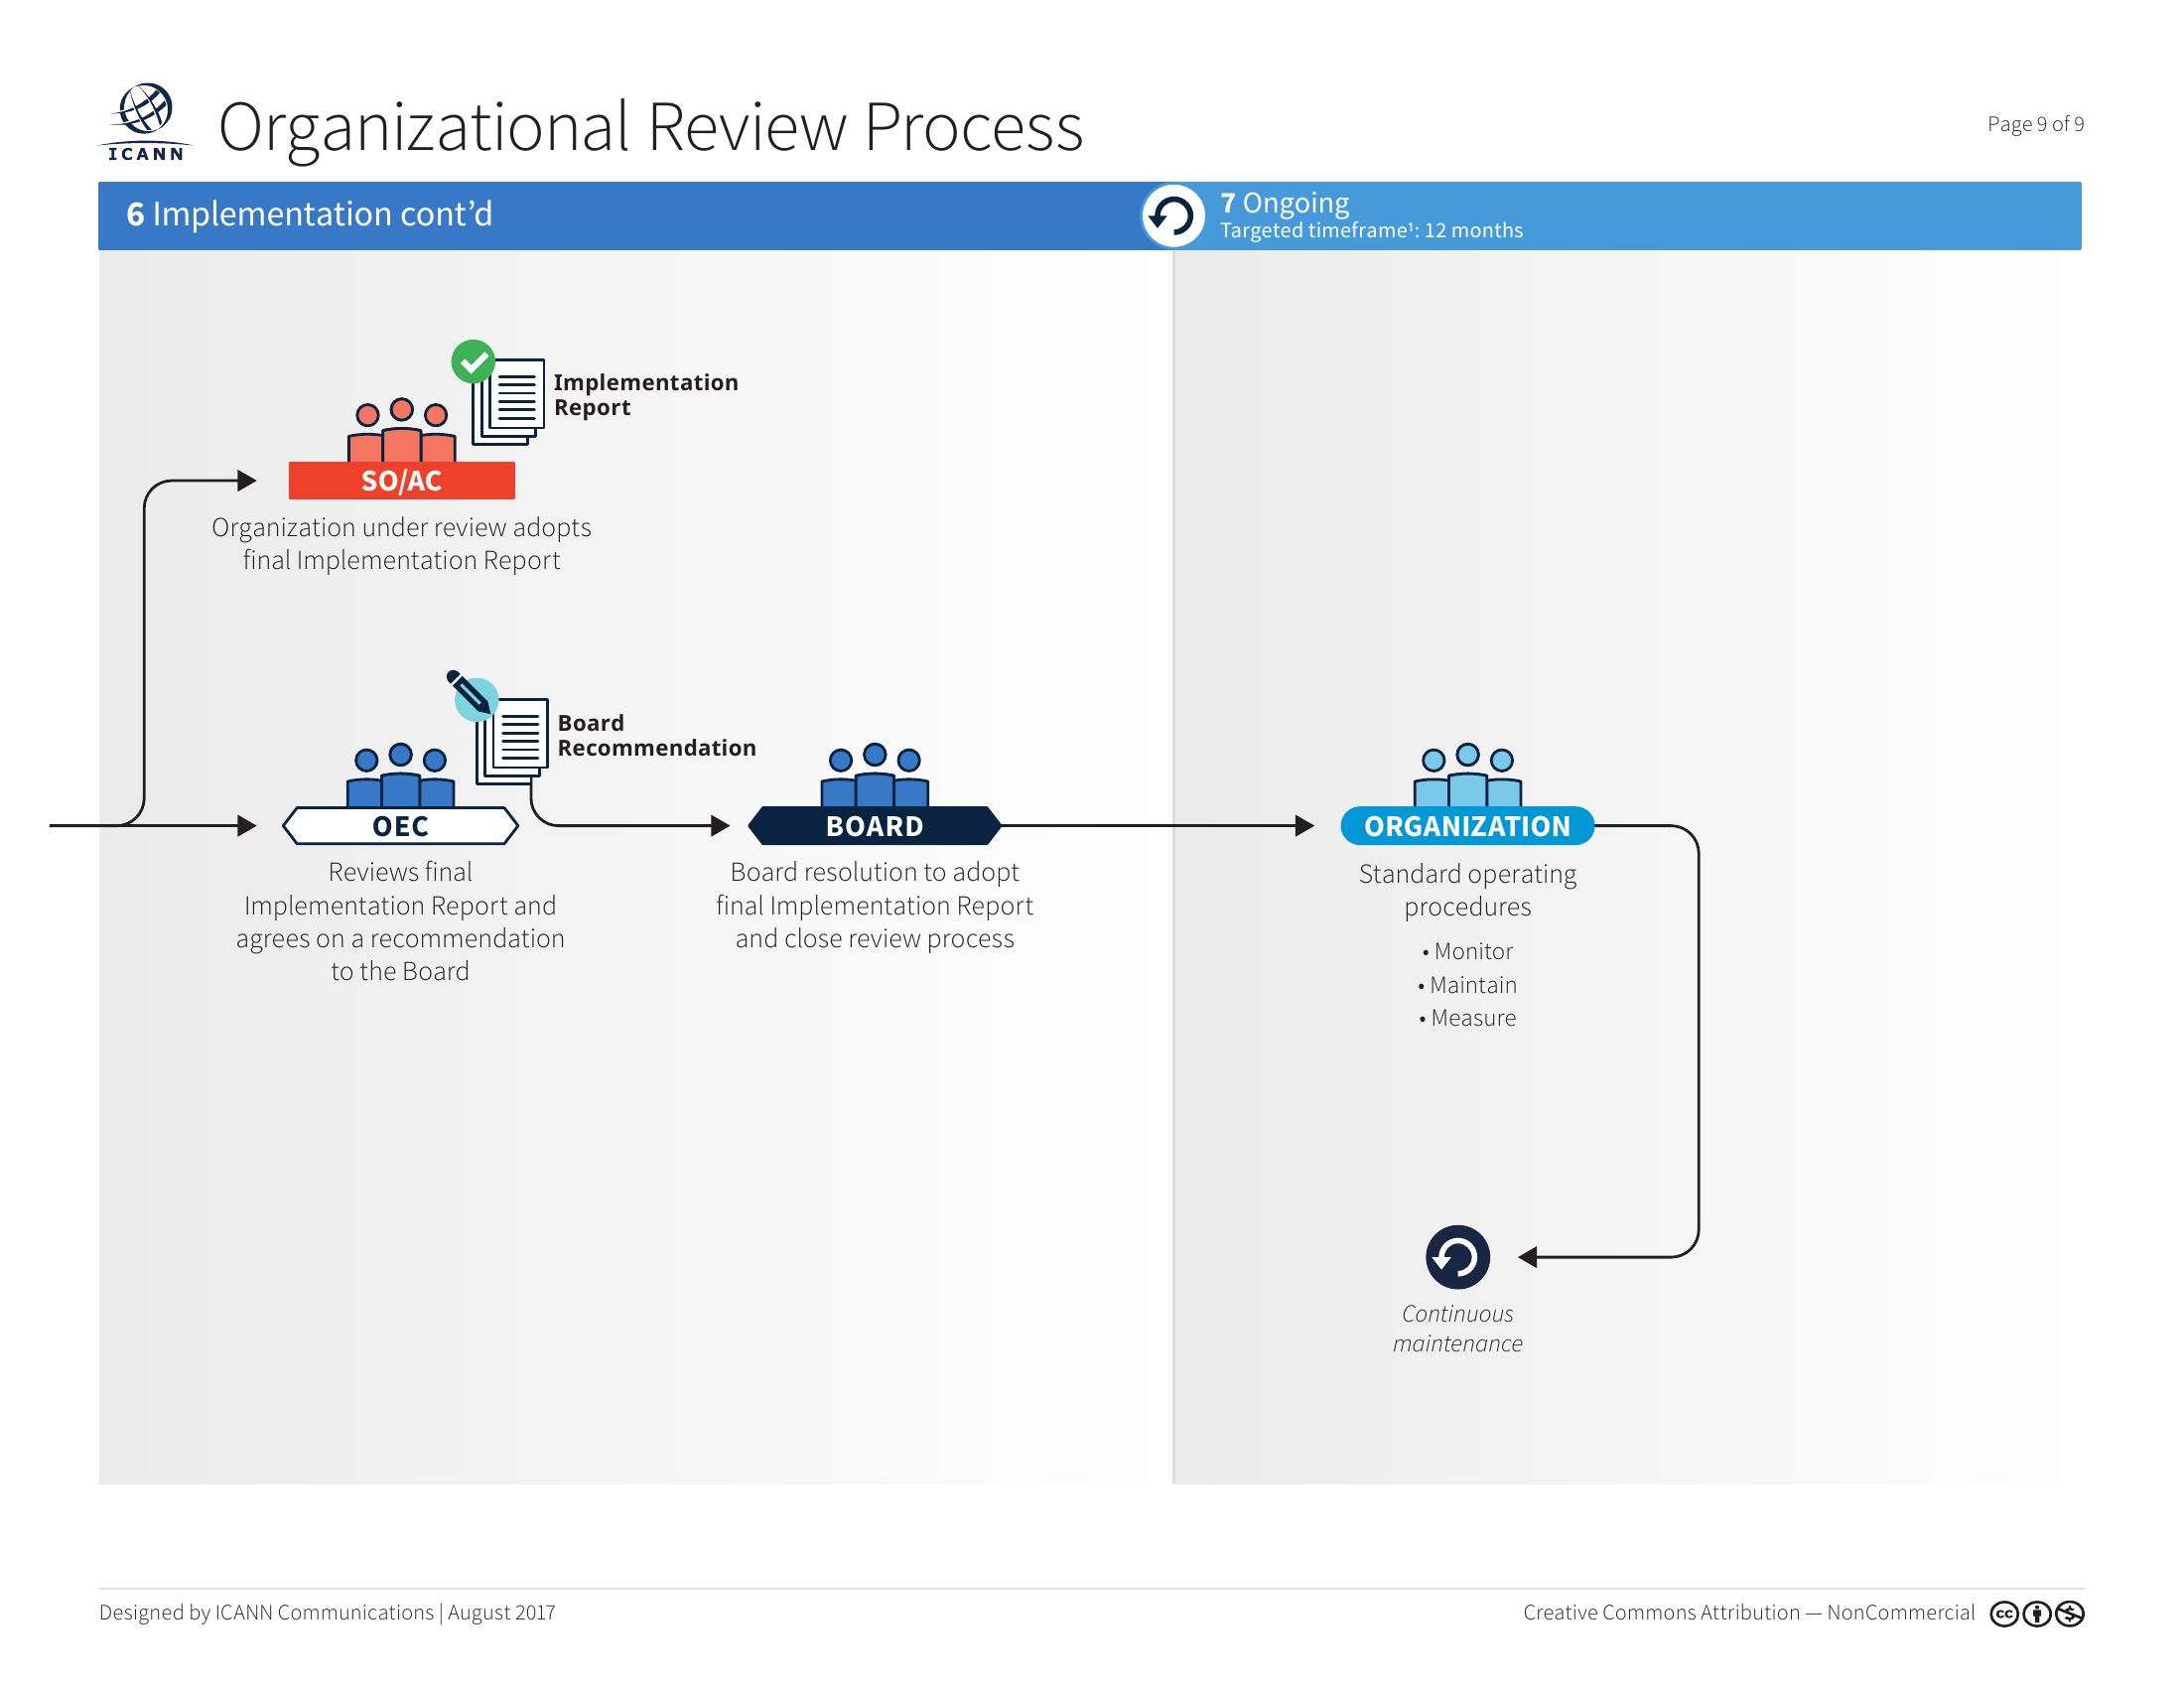 ICANN
Organizational Review Process
Page 9 of 9
6 Implementation cont’d
7 Ongoing
Targeted timeframe¹: 12 months
Implementation
Report
SO/AC
Organization under review adopts
final Implementation Report
Board
Recommendation
OEC
Reviews final
Implementation Report and
agrees on a recommendation
to the Board
BOARD
Board resolution to adopt
final Implementation Report
and close review process
ORGANIZATION
Standard operating
procedures
• Monitor
• Maintain
• Measure
Continuous
maintenance
Designed by ICANN Communications | August 2017
Creative Commons Attribution — NonCommercial
cc